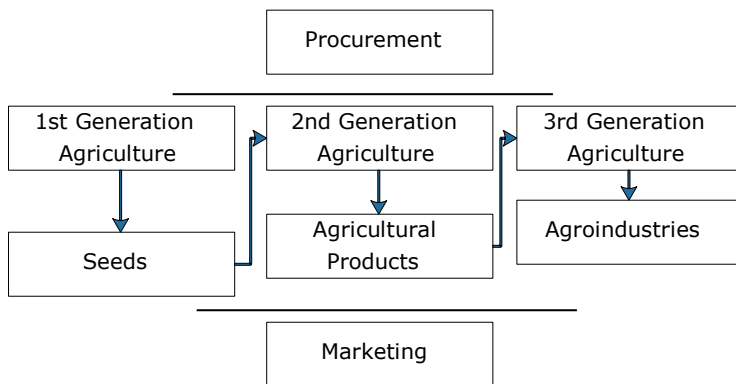 Procurement
1st Generation
Agriculture
2nd Generation
Agriculture
3rd Generation
Agriculture
Seeds
Agricultural
Products
Agroindustries
Marketing